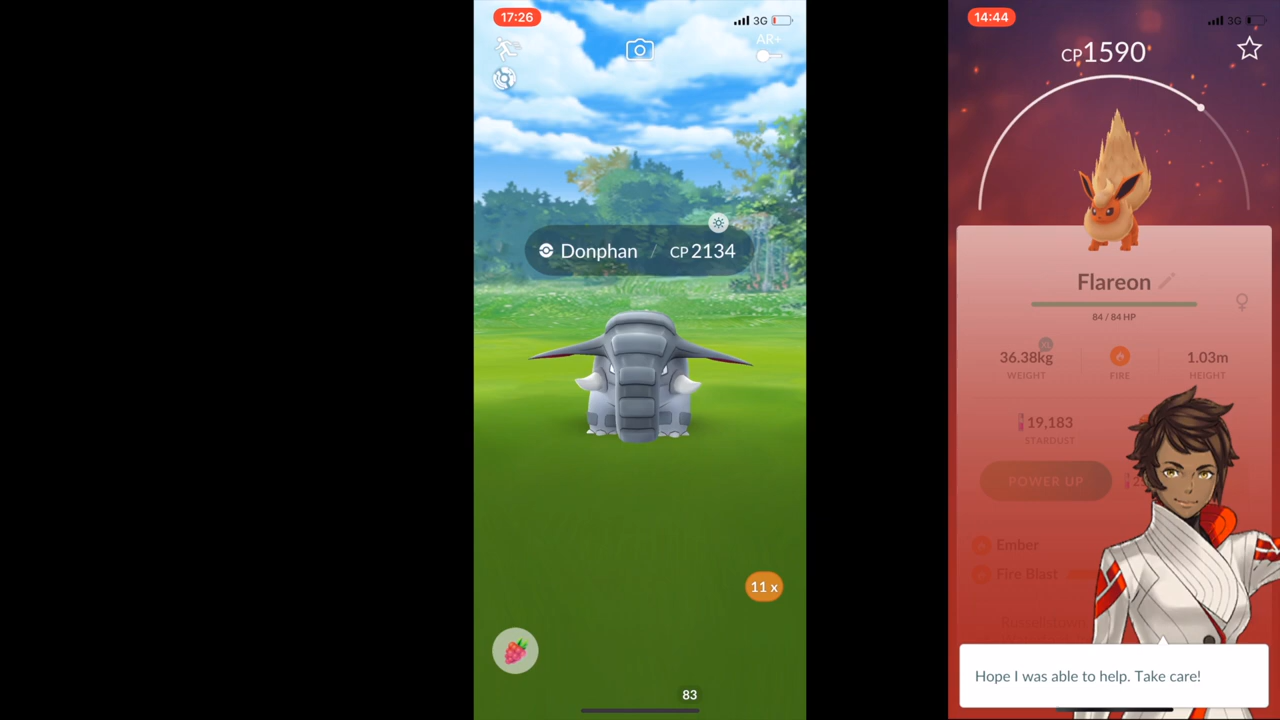 17:26
3G
AR+
Donphan / CP 2134
11 x
83
14:44
3G
CP1590
Flareon
84 / 84 HP
XL
36.38kg
WEIGHT
FIRE
1.03m
HEIGHT
19,183
STARDUST
POWER UP
Ember
Fire Blast
Hope I was able to help. Take care!